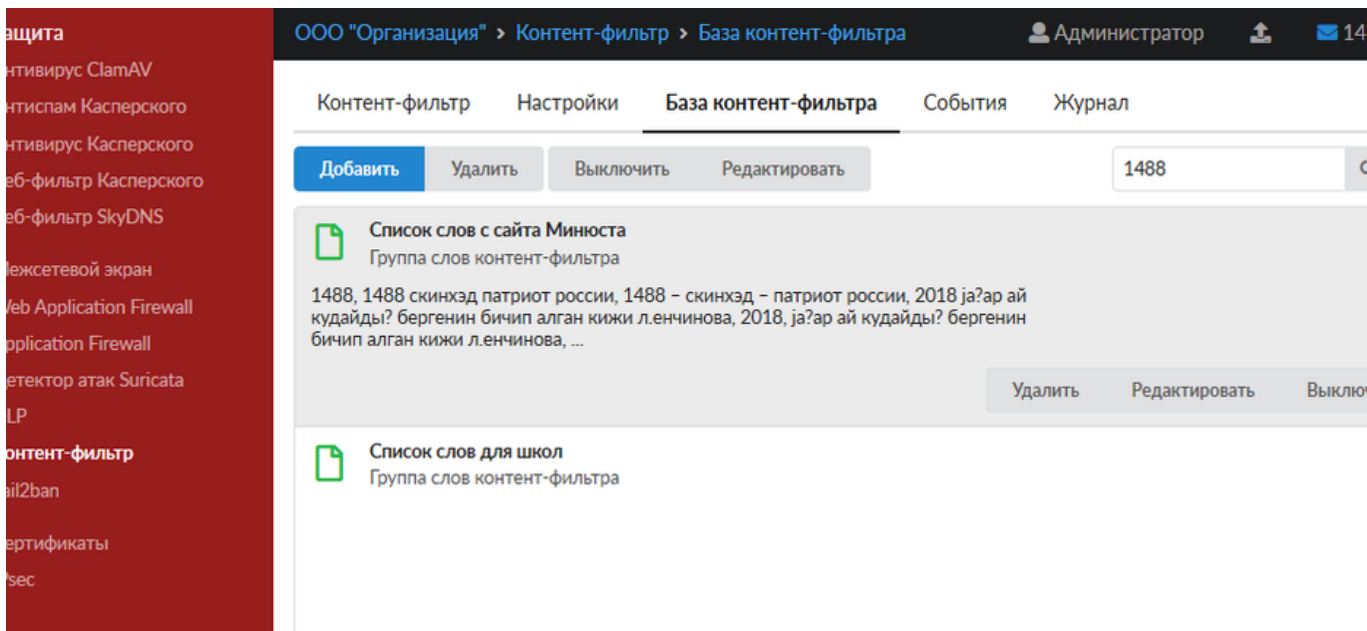 ащита
нтивирус ClamAV
нтиспам Касперского
нтивирус Касперского
еб-фильтр Касперского
еб-фильтр SkyDNS
ежсетевой экран
eb Application Firewall
pplication Firewall
етектор атак Suricata
LP
онтент-фильтр
ail2ban
ертификаты
Psec
ООО "Организация" > Контент-фильтр > База контент-фильтра
Администратор
14
Контент-фильтр
Настройки
База контент-фильтра
События
Журнал
Добавить
Удалить
Выключить
Редактировать
1488
Список слов с сайта Минюста
Группа слов контент-фильтра
1488, 1488 скинхэд патриот россии, 1488 – скинхэд – патриот россии, 2018 ja?ар ай
кудайды? бергенин бичип алган кижи л.енчинова, 2018, ja?ар ай кудайды? бергенин
бичип алган кижи л.енчинова, ...
Удалить
Редактировать
Выклю
Список слов для школ
Группа слов контент-фильтра